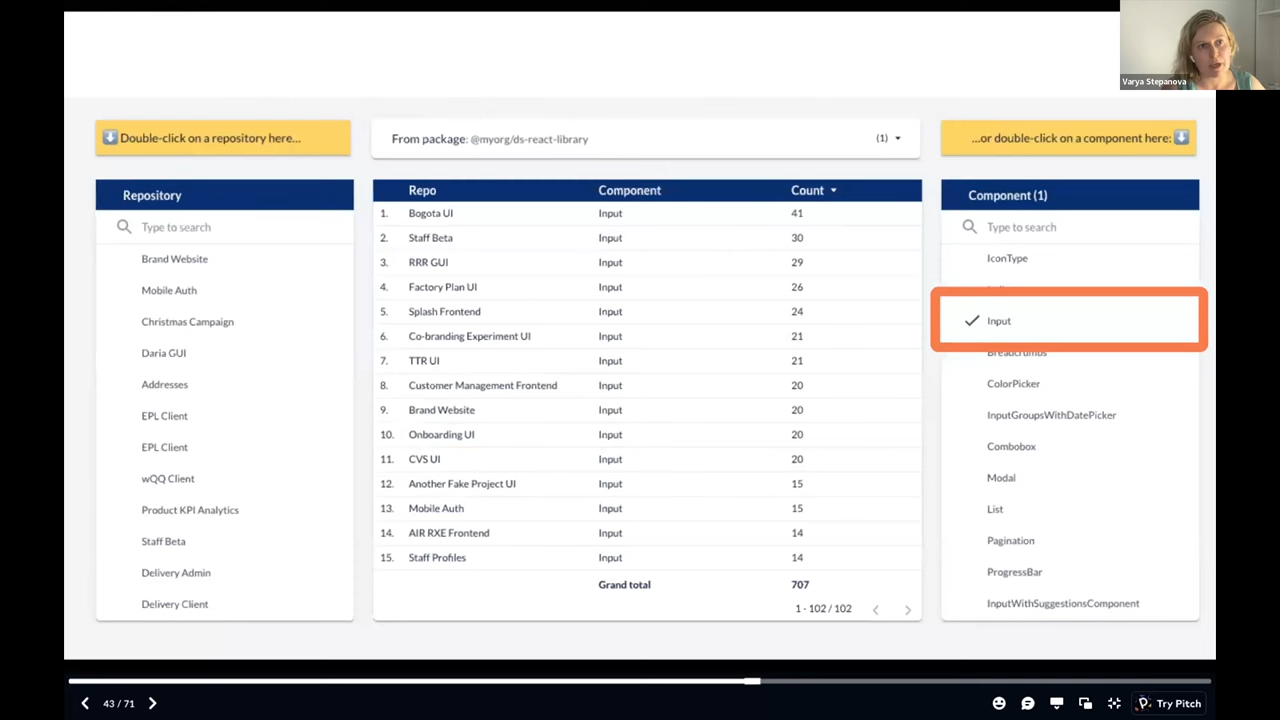 Varya Stepanova
Double-click on a repository here...
From package: @myorg/ds-react-library (1)
...or double-click on a component here:
Repository
Type to search
Brand Website
Mobile Auth
Christmas Campaign
Daria GUI
Addresses
EPL Client
EPL Client
wQQ Client
Product KPI Analytics
Staff Beta
Delivery Admin
Delivery Client
Repo Component Count
1. Bogota UI Input 41
2. Staff Beta Input 30
3. RRR GUI Input 29
4. Factory Plan UI Input 26
5. Splash Frontend Input 24
6. Co-branding Experiment UI Input 21
7. TTR UI Input 21
8. Customer Management Frontend Input 20
9. Brand Website Input 20
10. Onboarding UI Input 20
11. CVS UI Input 20
12. Another Fake Project UI Input 15
13. Mobile Auth Input 15
14. AIR RXE Frontend Input 14
15. Staff Profiles Input 14
Grand total 707
1 - 102 / 102
Component (1)
Type to search
IconType
Input
Breadcrumbs
ColorPicker
InputGroupsWithDatePicker
Combobox
Modal
List
Pagination
ProgressBar
InputWithSuggestionsComponent
43 / 71
Try Pitch